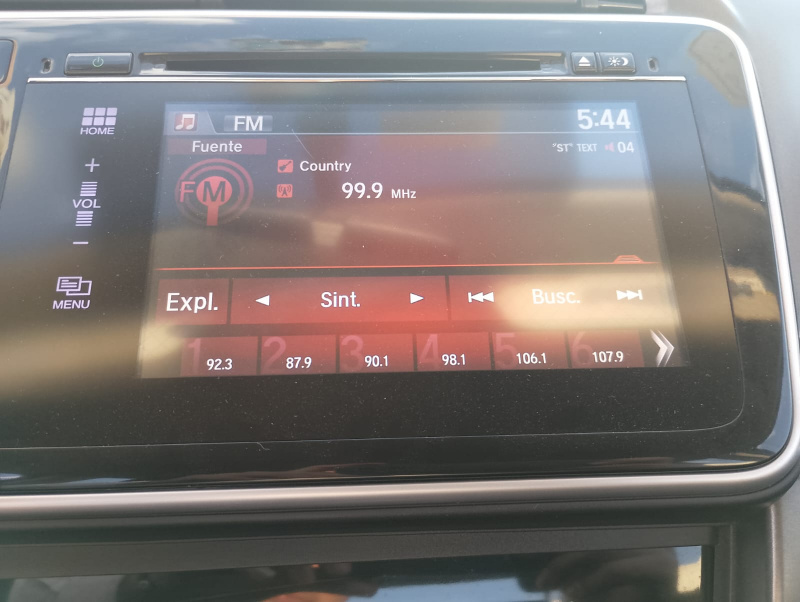 FM 5:44
HOME
Fuente "ST" TEXT 04
Country
+
FM 99.9 MHz
VOL
−
MENU Expl. Sint. Busc.
1 2 3 4 5 6
92.3 87.9 90.1 98.1 106.1 107.9